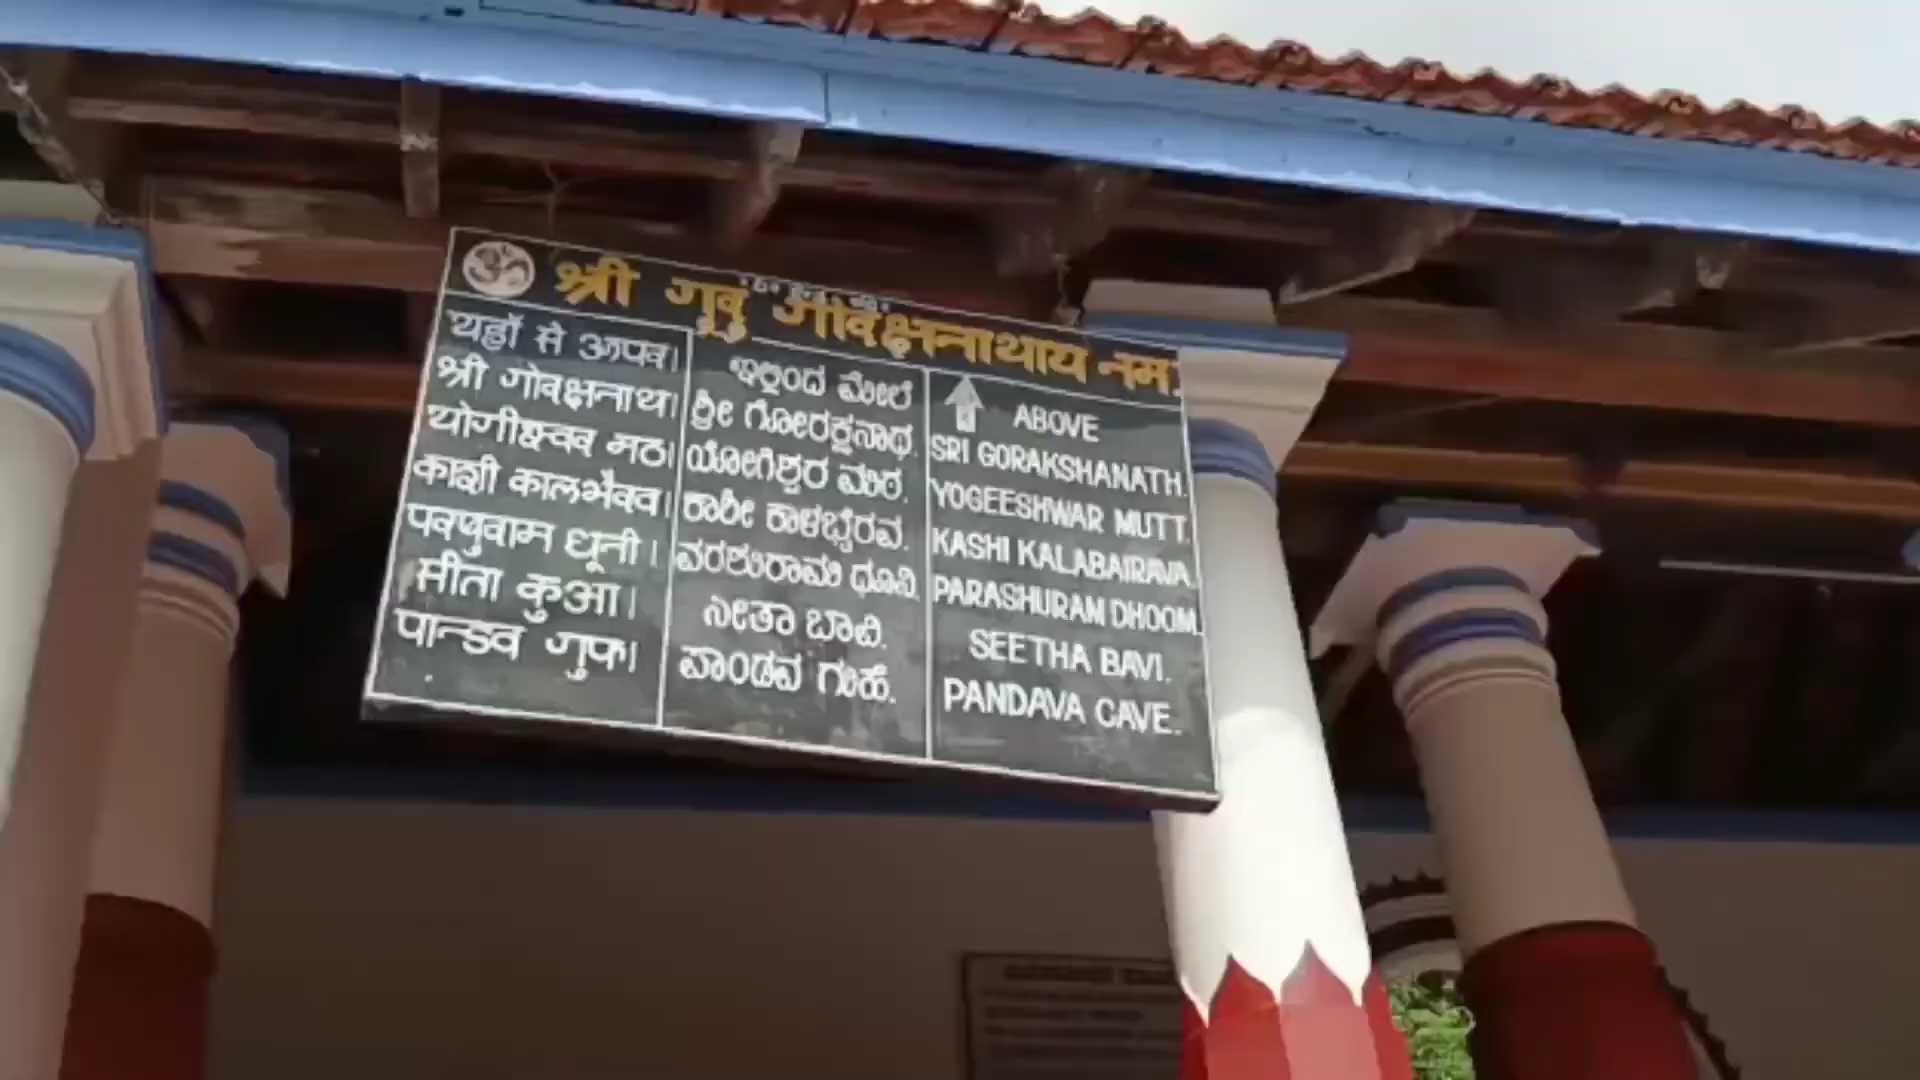 ॐ श्री गुरु गोरक्षनाथाय नम:
यहाँ से ऊपर।
श्री गोरक्षनाथ।
योगीश्वर मठ।
काशी कालभैरव।
परशुराम धूनी।
सीता कुआ।
पान्डव गुफा।
ಇಲ್ಲಿಂದ ಮೇಲೆ
ಶ್ರೀ ಗೋರಕ್ಷನಾಥ.
ಯೋಗಿಶ್ವರ ಮಠ.
ಕಾಶೀ ಕಾಳಭೈರವ.
ಪರಶುರಾಮ ಧೂನಿ.
ಸೀತಾ ಬಾವಿ.
ಪಾಂಡವ ಗುಹೆ.
ABOVE
SRI GORAKSHANATH.
YOGEESHWAR MUTT.
KASHI KALABAIRAVA.
PARASHURAM DHOOM.
SEETHA BAVI.
PANDAVA CAVE.